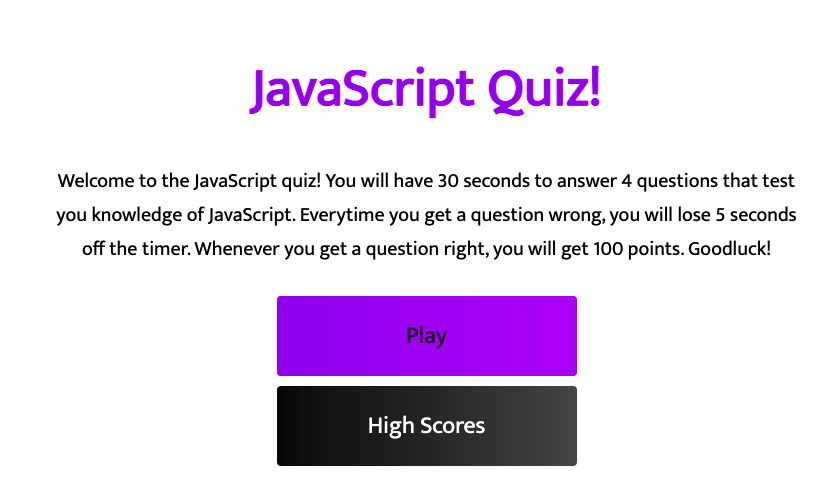 JavaScript Quiz!
Welcome to the JavaScript quiz! You will have 30 seconds to answer 4 questions that test
you knowledge of JavaScript. Everytime you get a question wrong, you will lose 5 seconds
off the timer. Whenever you get a question right, you will get 100 points. Goodluck!
Play
High Scores